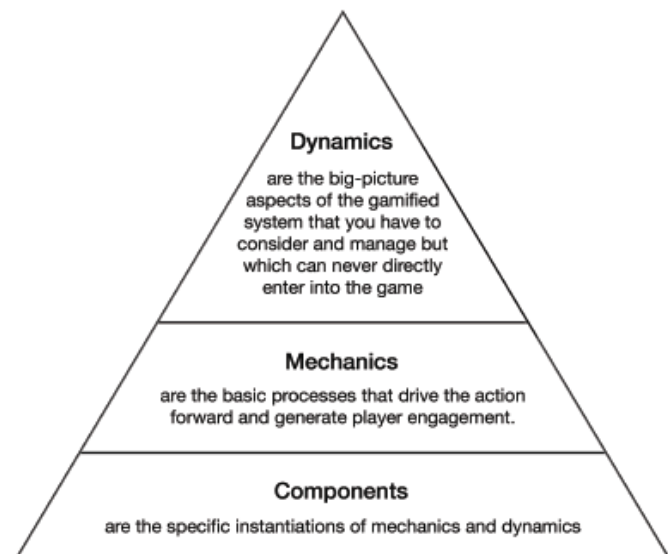 Dynamics
are the big-picture
aspects of the gamified
system that you have to
consider and manage but
which can never directly
enter into the game
Mechanics
are the basic processes that drive the action
forward and generate player engagement.
Components
are the specific instantiations of mechanics and dynamics